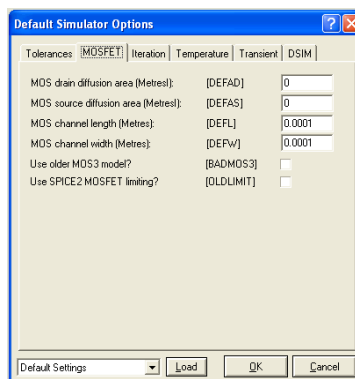 Default Simulator Options
Tolerances MOSFET Iteration Temperature Transient DSIM
MOS drain diffusion area (Metresl): [DEFAD] 0
MOS source diffusion area (Metresl): [DEFAS] 0
MOS channel length (Metres): [DEFL] 0.0001
MOS channel width (Metres): [DEFW] 0.0001
Use older MOS3 model? [BADMOS3]
Use SPICE2 MOSFET limiting? [OLDLIMIT]
Default Settings Load OK Cancel